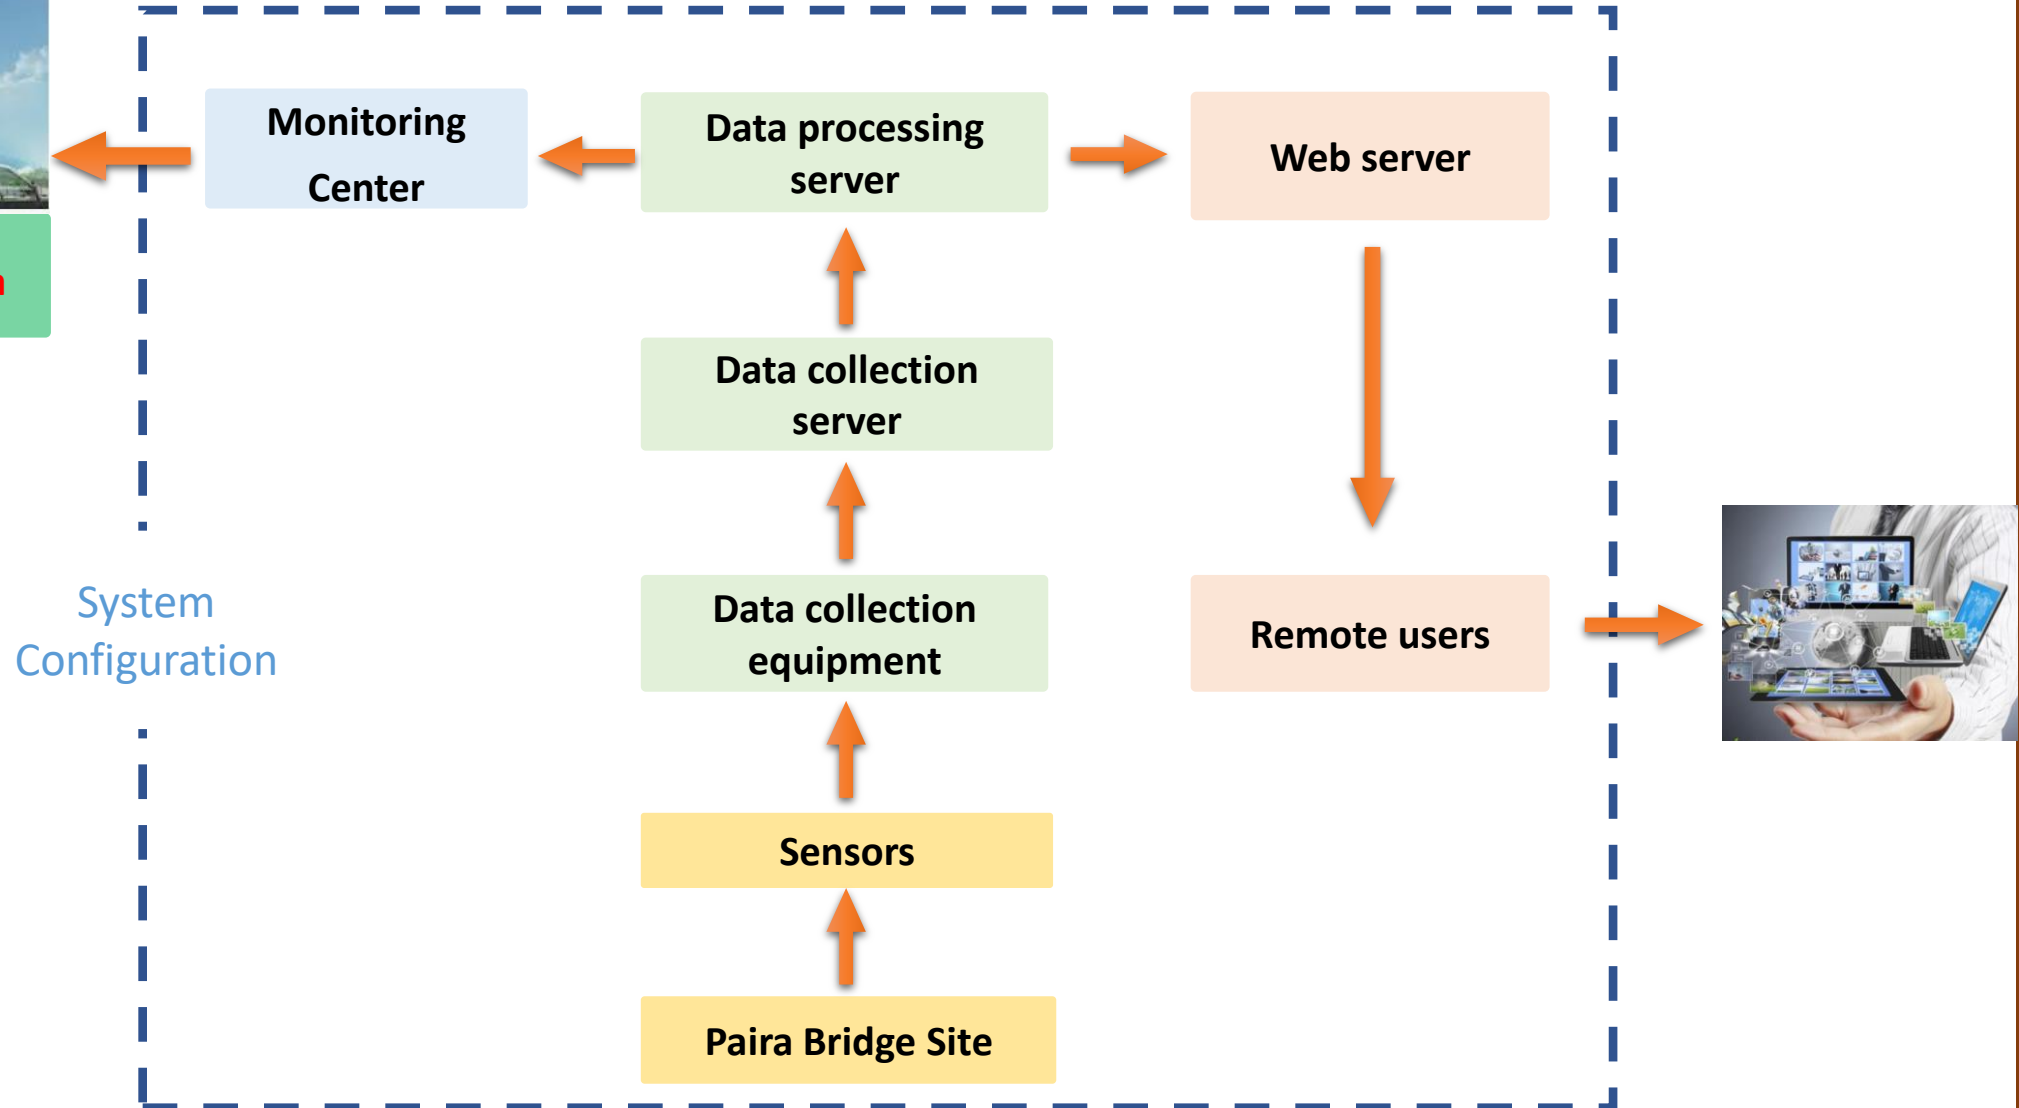 Monitoring
Center
Data processing
server
Web server
Data collection
server
System
Configuration
Data collection
equipment
Remote users
Sensors
Paira Bridge Site